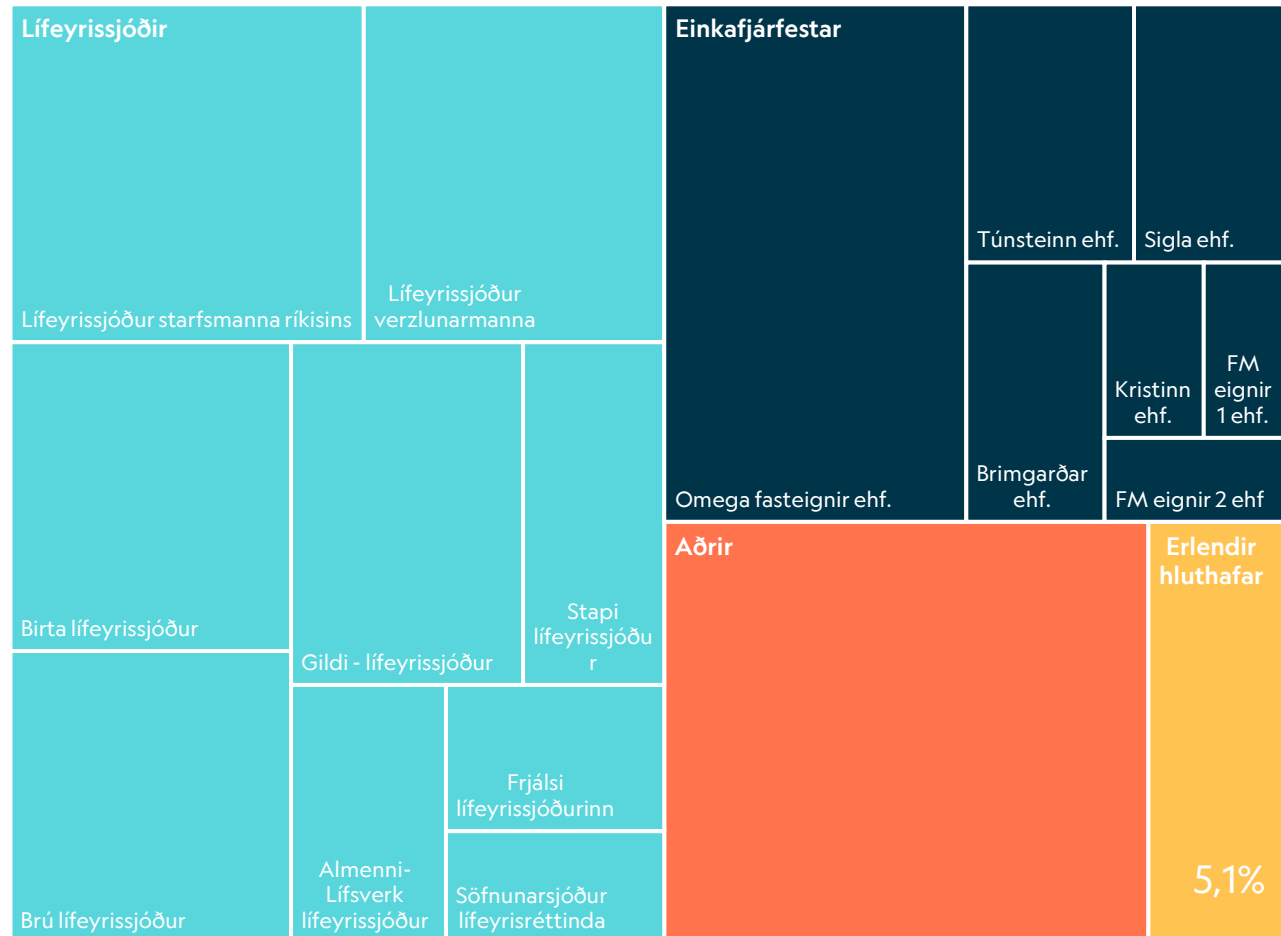 Lífeyrissjóðir
Lífeyrissjóður starfsmanna ríkisins
Lífeyrissjóður
verzlunarmanna
Birta lífeyrissjóður
Gildi - lífeyrissjóður
Stapi
lífeyrissjóðu
r
Brú lífeyrissjóður
Almenni-
Lífsverk
lífeyrissjóður
Frjálsi
lífeyrissjóðurinn
Söfnunarsjóður
lífeyrisréttinda
Einkafjárfestar
Omega fasteignir ehf.
Túnsteinn ehf.
Sigla ehf.
Brimgarðar
ehf.
Kristinn
ehf.
FM
eignir
1 ehf.
FM eignir 2 ehf
Aðrir
Erlendir
hluthafar
5,1%